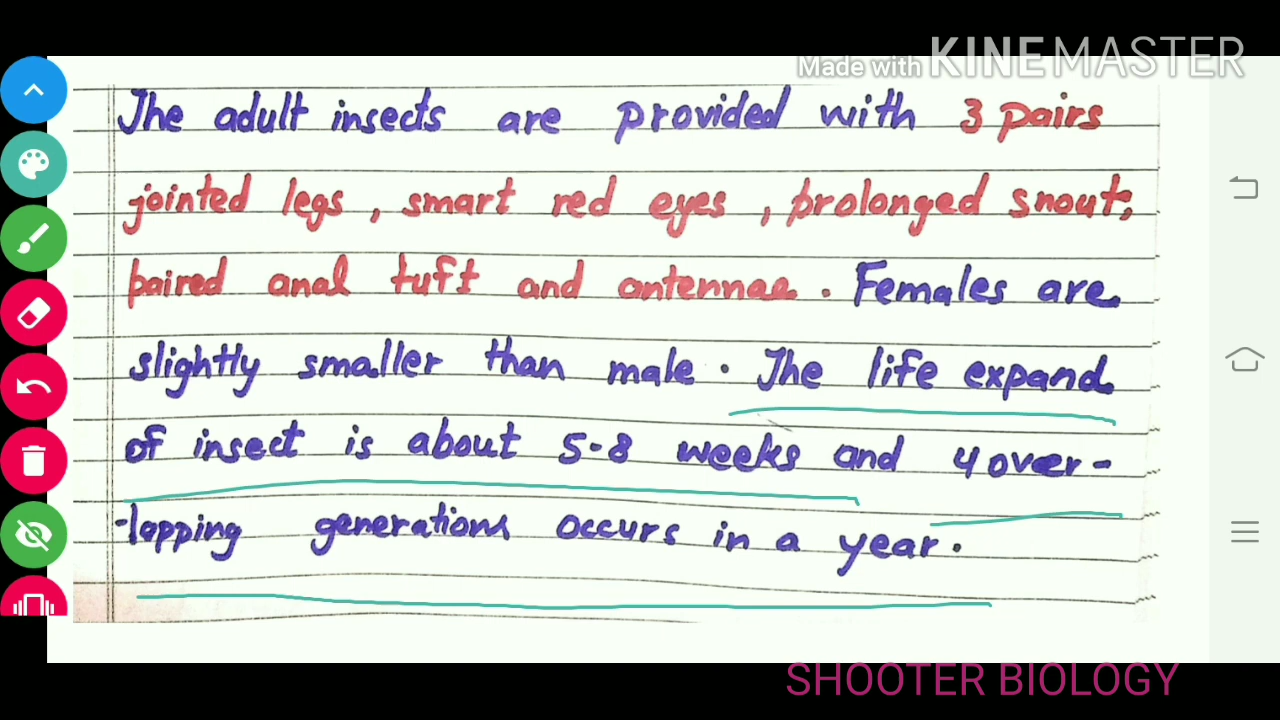 Made with KINEMASTER
The adult insects are provided with 3 pairs
jointed legs, smart red eyes, prolonged snout,
paired anal tuft and antennae. Females are
slightly smaller than male. The life expand
of insect is about 5-8 weeks and 4 over-
-lapping generations occurs in a year.
SHOOTER BIOLOGY